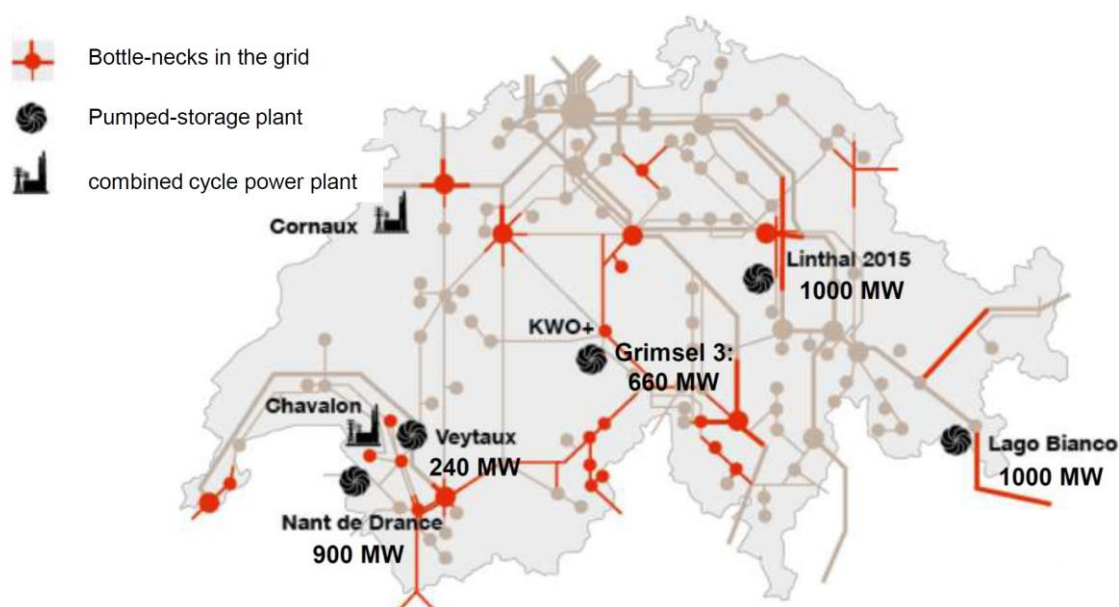 Bottle-necks in the grid
Pumped-storage plant
combined cycle power plant
Cornaux
Linthal 2015
1000 MW
KWO+
Grimsel 3:
660 MW
Chavalon
Veytaux
240 MW
Lago Bianco
1000 MW
Nant de Drance
900 MW